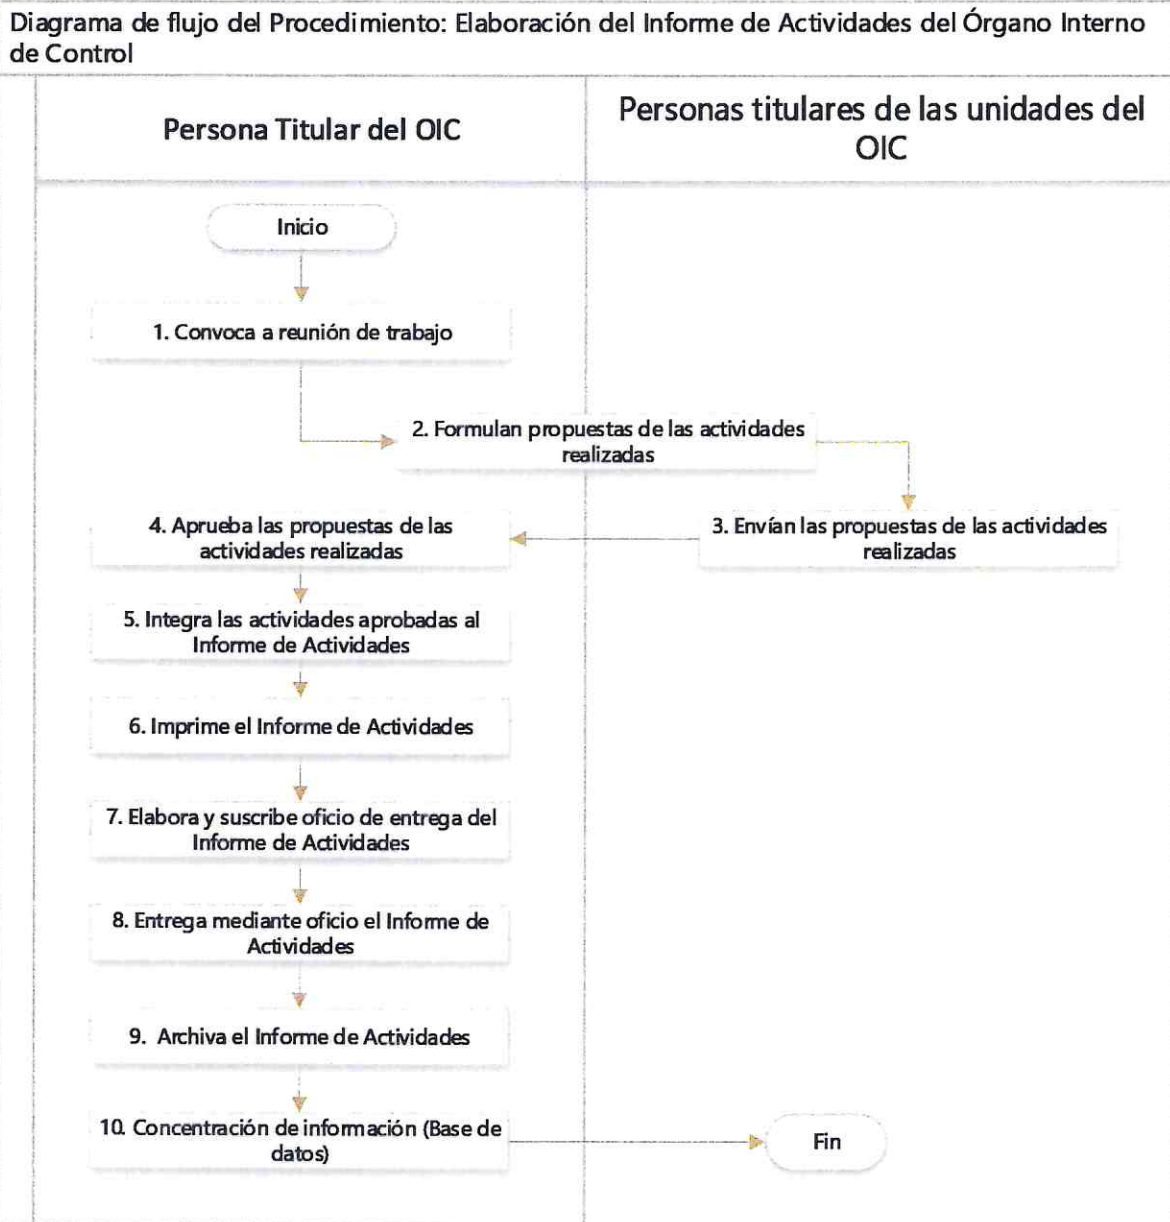 Diagrama de flujo del Procedimiento: Elaboración del Informe de Actividades del Órgano Interno
de Control
Persona Titular del OIC
Personas titulares de las unidades del
OIC
Inicio
1. Convoca a reunión de trabajo
2. Formulan propuestas de las actividades
realizadas
4. Aprueba las propuestas de las
actividades realizadas
3. Envían las propuestas de las actividades
realizadas
5. Integra las actividades aprobadas al
Informe de Actividades
6. Imprime el Informe de Actividades
7. Elabora y suscribe oficio de entrega del
Informe de Actividades
8. Entrega mediante oficio el Informe de
Actividades
9. Archiva el Informe de Actividades
10. Concentración de información (Base de
datos)
Fin